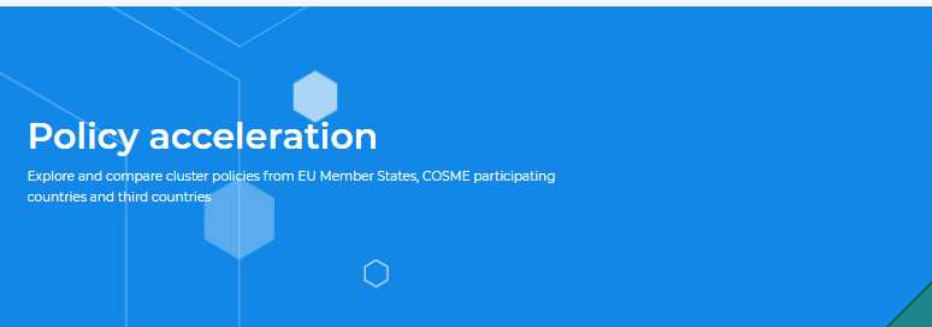 Policy acceleration
Explore and compare cluster policies from EU Member States, COSME participating
countries and third countries